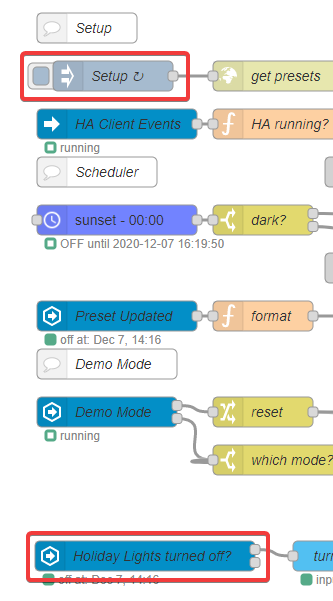 Setup
Setup ↻
get presets
HA Client Events
HA running?
running
Scheduler
sunset - 00:00
dark?
OFF until 2020-12-07 16:19:50
Preset Updated
format
off at: Dec 7, 14:16
Demo Mode
Demo Mode
reset
running
which mode?
Holiday Lights turned off?
turn
off at: Dec 7, 14:16
inp